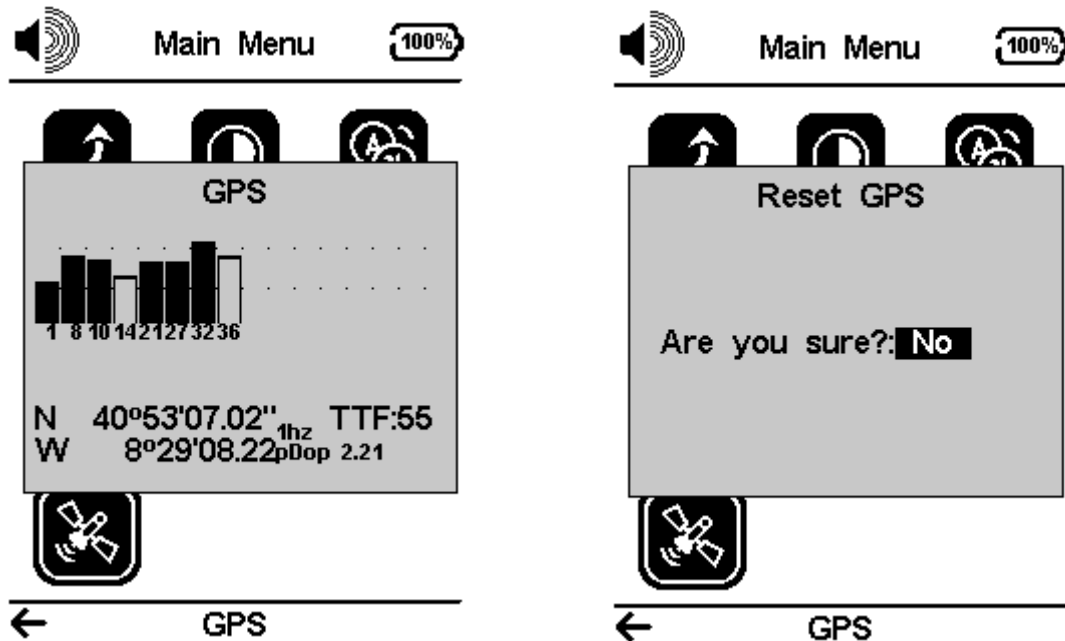 Main Menu 100%
GPS
1 8 10 14 21 27 32 36
N 40º53'07.02" 1hz TTF:55
W 8º29'08.22 pDop 2.21
GPS
Main Menu 100%
Reset GPS
Are you sure?: No
GPS